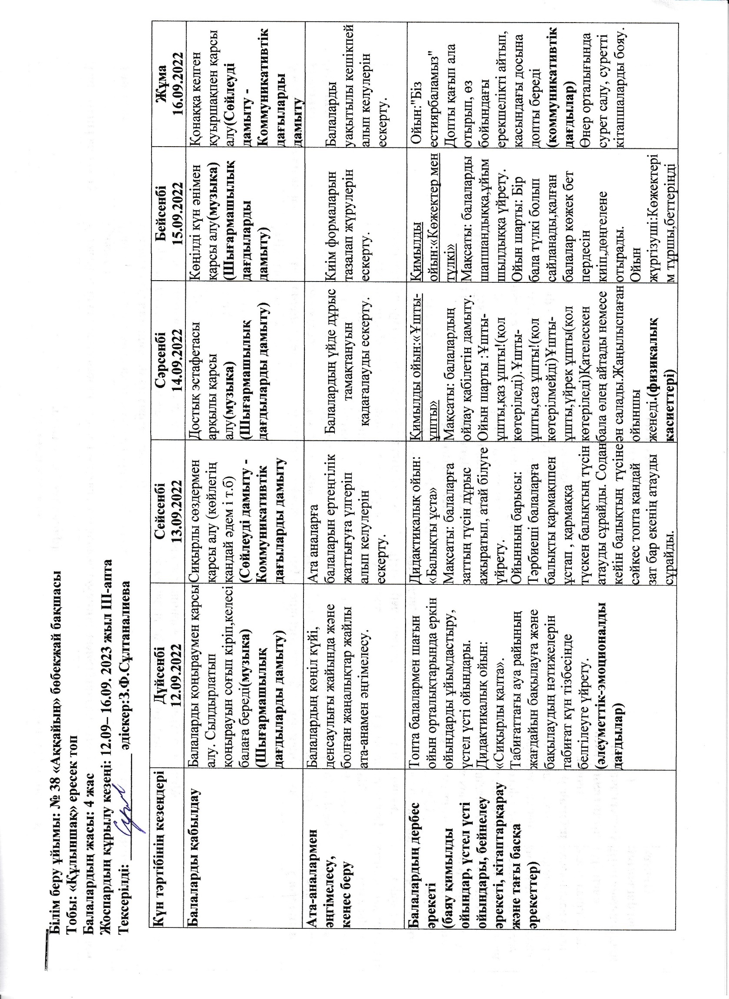 Білім беру ұйымы: № 38 «Аққайың» бөбекжай бақшасы
Тобы: «Құлыншақ» ересек топ
Балалардың жасы: 4 жас
Жоспардың құрылу кезеңі: 12.09– 16.09. 2023 жыл III-апта
Тексерілді: әдіскер:З.Ф.Сұлтаналиева
Күн тәртібінің кезеңдері
Дүйсенбі
12.09.2022
Сейсенбі
13.09.2022
Сәрсенбі
14.09.2022
Бейсенбі
15.09.2022
Жұма
16.09.2022
Балаларды қабылдау
Балаларды қоңыраумен қарсы
алу. Сылдырлатып
қоңырауын соғып кіріп,келесі
балаға береді(музыка)
(Шығармашылық
дағдыларды дамыту)
Сиқырлы сөздермен
қарсы алу (көйлегің
қандай әдем і т.б)
(Сөйлеуді дамыту -
Коммуникативтік
дағыларды дамыту
Достық эстафетасы
арқылы қарсы
алу(музыка)
(Шығармашылық
дағдыларды дамыту)
Көңілді күн әнімен
қарсы алу(музыка)
(Шығармашылық
дағдыларды
дамыту)
Қонаққа келген
қуыршақпен қарсы
алу(Сөйлеуді
дамыту -
Коммуникативтік
дағыларды
дамыту
Ата-аналармен
әңгімелесу,
кеңес беру
Балалардың көңіл күйі,
денсаулығы жайында және
болған жаңалықтар жайлы
ата-анамен әңгімелесу.
Ата аналарға
балаларын ертеңгілік
жаттығуға үлгеріп
алып келулерін
ескерту.
Балалардың үйде дұрыс
тамақтануын
қадағалауды ескерту.
Киім формаларын
тазалап жүрулерін
ескерту.
Балаларды
уақытылы кешікпей
алып келулерін
ескерту.
Балалардың дербес
әрекеті
(баяу қимылды
ойындар, үстел үсті
ойындары, бейнелеу
әрекеті, кітаптарқарау
және тағы басқа
әрекеттер)
Топта балалармен шағын
ойын орталықтарында еркін
ойындарды ұйымдастыру,
үстел үсті ойындары.
Дидактикалық ойын:
«Сиқырлы қалта».
Табиғаттағы ауа райының
жағдайын бақылауға және
бақылаудың нәтижелерін
табиғат күн тізбесінде
белгілеуге үйрету.
(әлеуметтік-эмоционалды
дағдылар)
Дидактикалық ойын:
«Балықты ұста»
Мақсаты: балаларға
заттың түсін дұрыс
ажыратып, атай білуге
үйрету.
Ойынның барысы:
Тәрбиеші балаларға
балықты қармақпен
ұстап , қармаққа
түскен балықтың түсін
атауды сұрайды. Содан
кейін балықтың түсіне
сәйкес топта қандай
зат бар екенің атауды
сұрайды.
Қимылды ойын:«Ұшты-
ұшты»
Мақсаты: балалардың
ойлау қабілетін дамыту.
Ойын шарты :Ұшты-
ұшты,қаз ұшты!(қол
көтеріледі).Ұшты-
ұшты,саз ұшты!(қол
көтерілмейді)Ұшты-
ұшты,үйрек ұшты(қол
көтеріледі)Қателескен
бала өлең айтады немесе
ән салады.Жаңылыспаған
ойыншы
женеді.(физикалық
касиеттері)
Қимылды
ойын:«Көжектер мен
түлкі»
Мақсаты: балаларды
шапшандыққа,ұйым
шылдыққа үйрету.
Ойын шарты: Бір
бала түлкі болып
сайланады,қалған
балалар көжек бет
пердесін
киіп,дөңгелене
отырады.
Ойын
жүргізуші:Көжектері
м тұршы,беттеріңді
Ойын:"Біз
естиярбаламыз"
Допты қағып ала
отырып, өз
бойындағы
ерекшелікті айтып,
касындағы досына
допты береді
(коммуникативтік
дағдылар)
Өнер орталығында
сурет салу, суретті
кітапшаларды бояу.